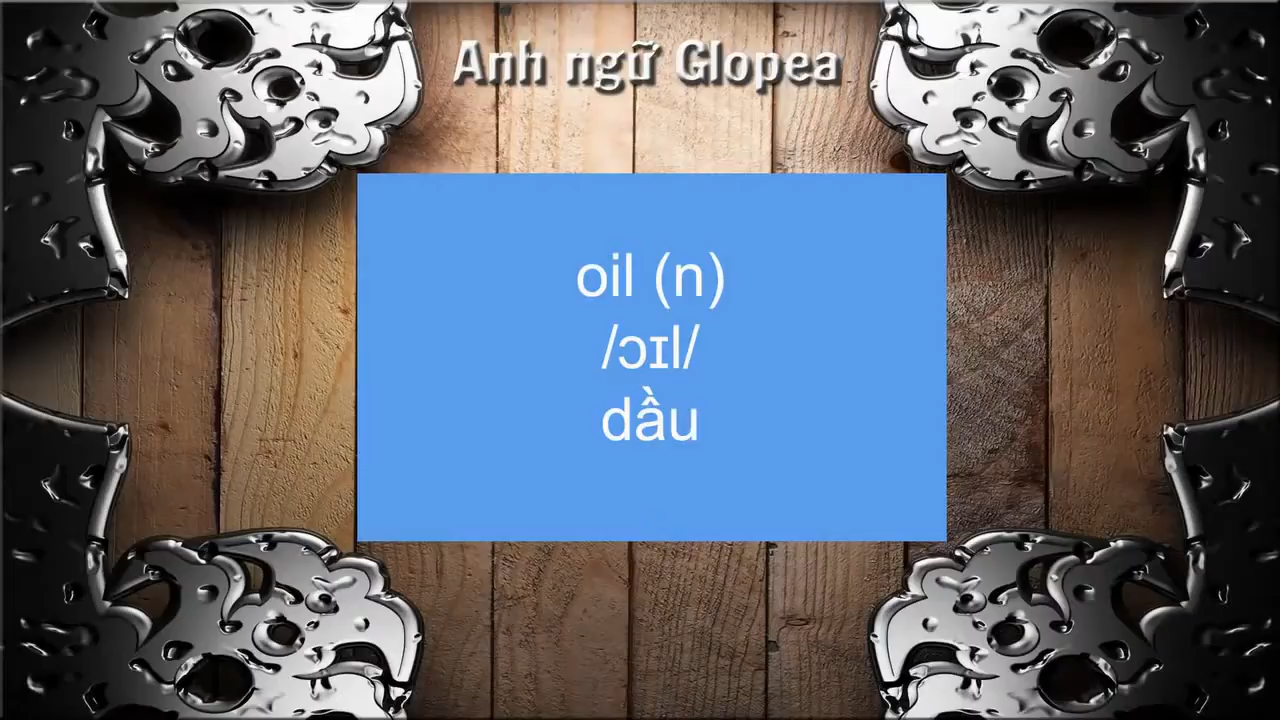 Anh ngữ Glopea
oil (n)
/ɔɪl/
dầu